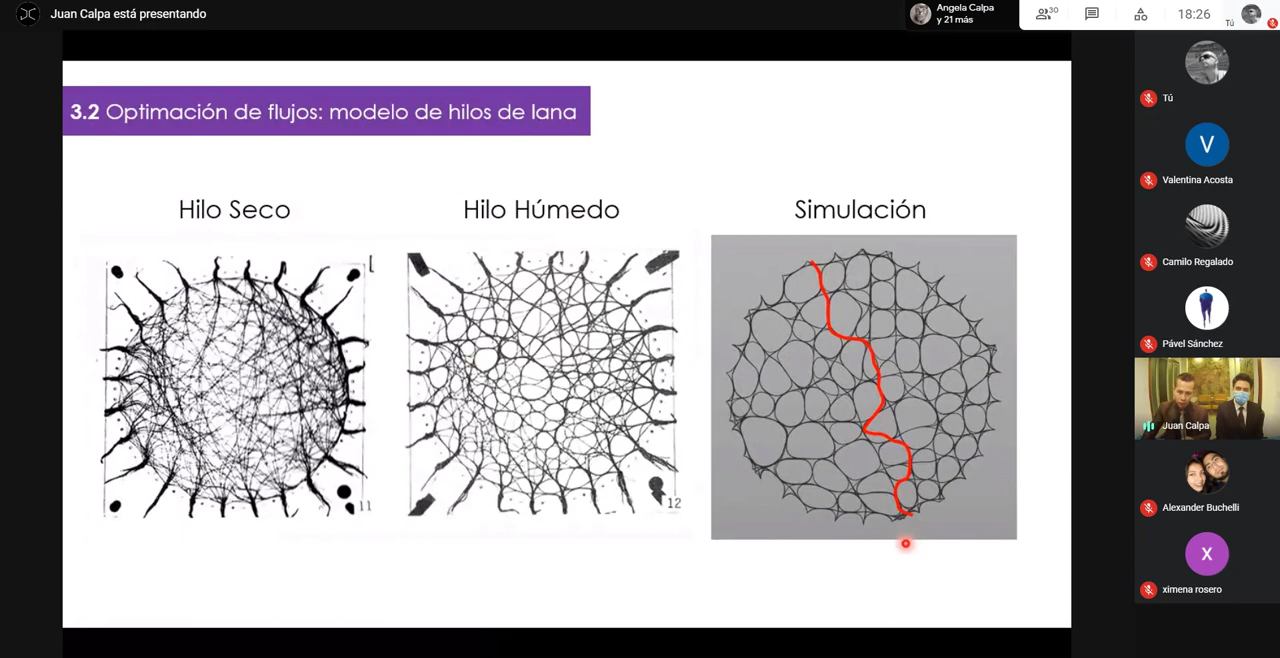 Juan Calpa está presentando
Angela Calpa
y 21 más
30
18:26
Tú
3.2 Optimación de flujos: modelo de hilos de lana
Hilo Seco
Hilo Húmedo
Simulación
11
12
Tú
V
Valentina Acosta
Camilo Regalado
Pável Sánchez
Juan Calpa
Alexander Buchelli
X
ximena rosero